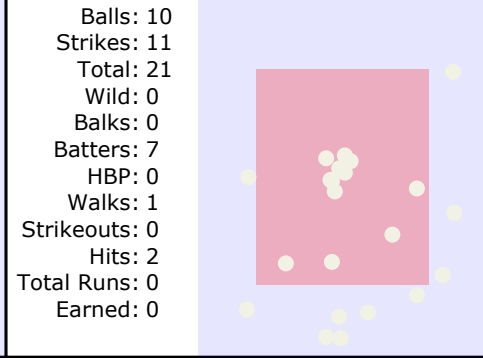 Balls: 10
Strikes: 11
Total: 21
Wild: 0
Balks: 0
Batters: 7
HBP: 0
Walks: 1
Strikeouts: 0
Hits: 2
Total Runs: 0
Earned: 0